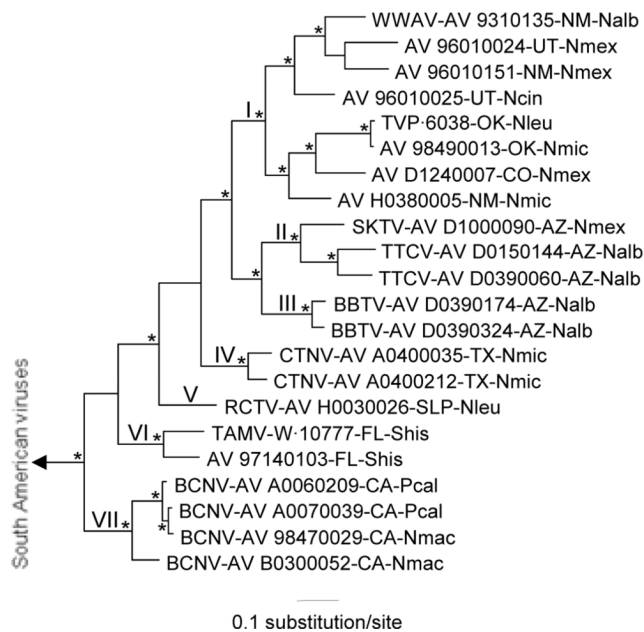 WWAV-AV 9310135-NM-Nalb
AV 96010024-UT-Nmex
AV 96010151-NM-Nmex
AV 96010025-UT-Ncin
I *
TVP·6038-OK-Nleu
AV 98490013-OK-Nmic
AV D1240007-CO-Nmex
AV H0380005-NM-Nmic
II *
SKTV-AV D1000090-AZ-Nmex
TTCV-AV D0150144-AZ-Nalb
TTCV-AV D0390060-AZ-Nalb
III *
BBTV-AV D0390174-AZ-Nalb
BBTV-AV D0390324-AZ-Nalb
IV *
CTNV-AV A0400035-TX-Nmic
CTNV-AV A0400212-TX-Nmic
V
RCTV-AV H0030026-SLP-Nleu
VI *
TAMV-W·10777-FL-Shis
AV 97140103-FL-Shis
South American viruses
BCNV-AV A0060209-CA-Pcal
BCNV-AV A0070039-CA-Pcal
VII *
BCNV-AV 98470029-CA-Nmac
BCNV-AV B0300052-CA-Nmac
0.1 substitution/site